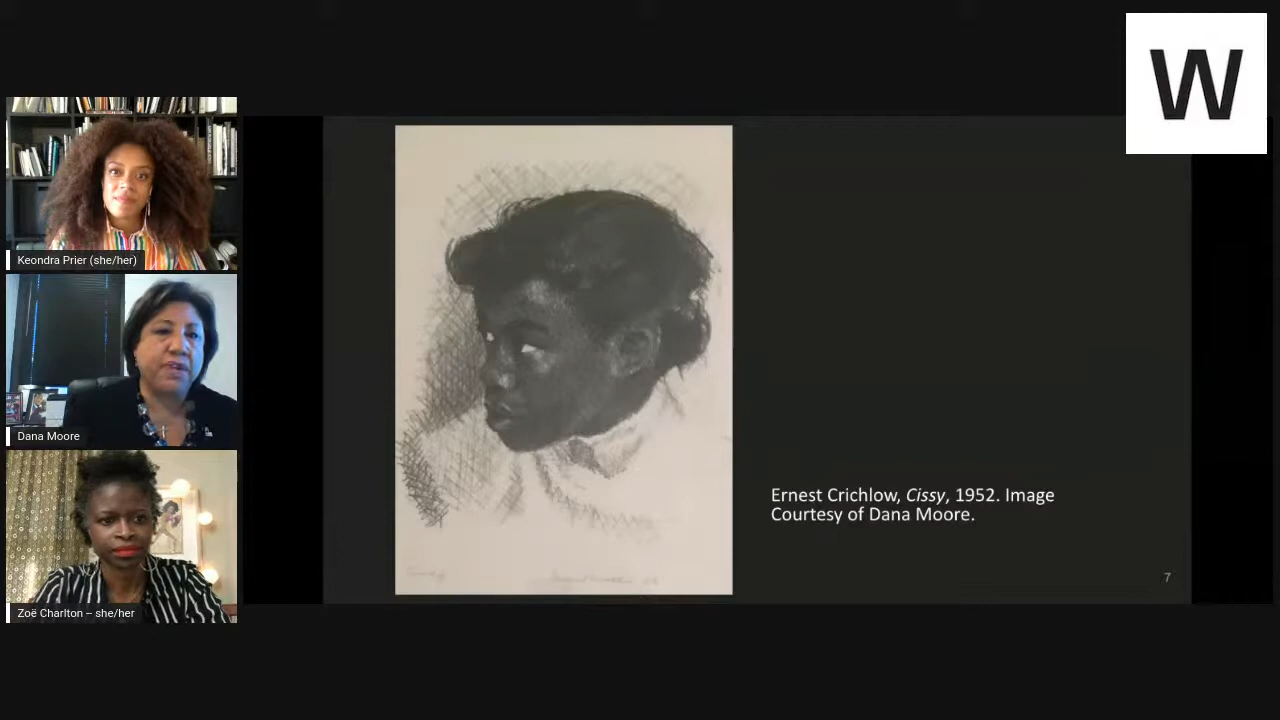 W
Keondra Prier (she/her)
Dana Moore
Zoë Charlton – she/her
Ernest Crichlow, Cissy, 1952. Image
Courtesy of Dana Moore.
7